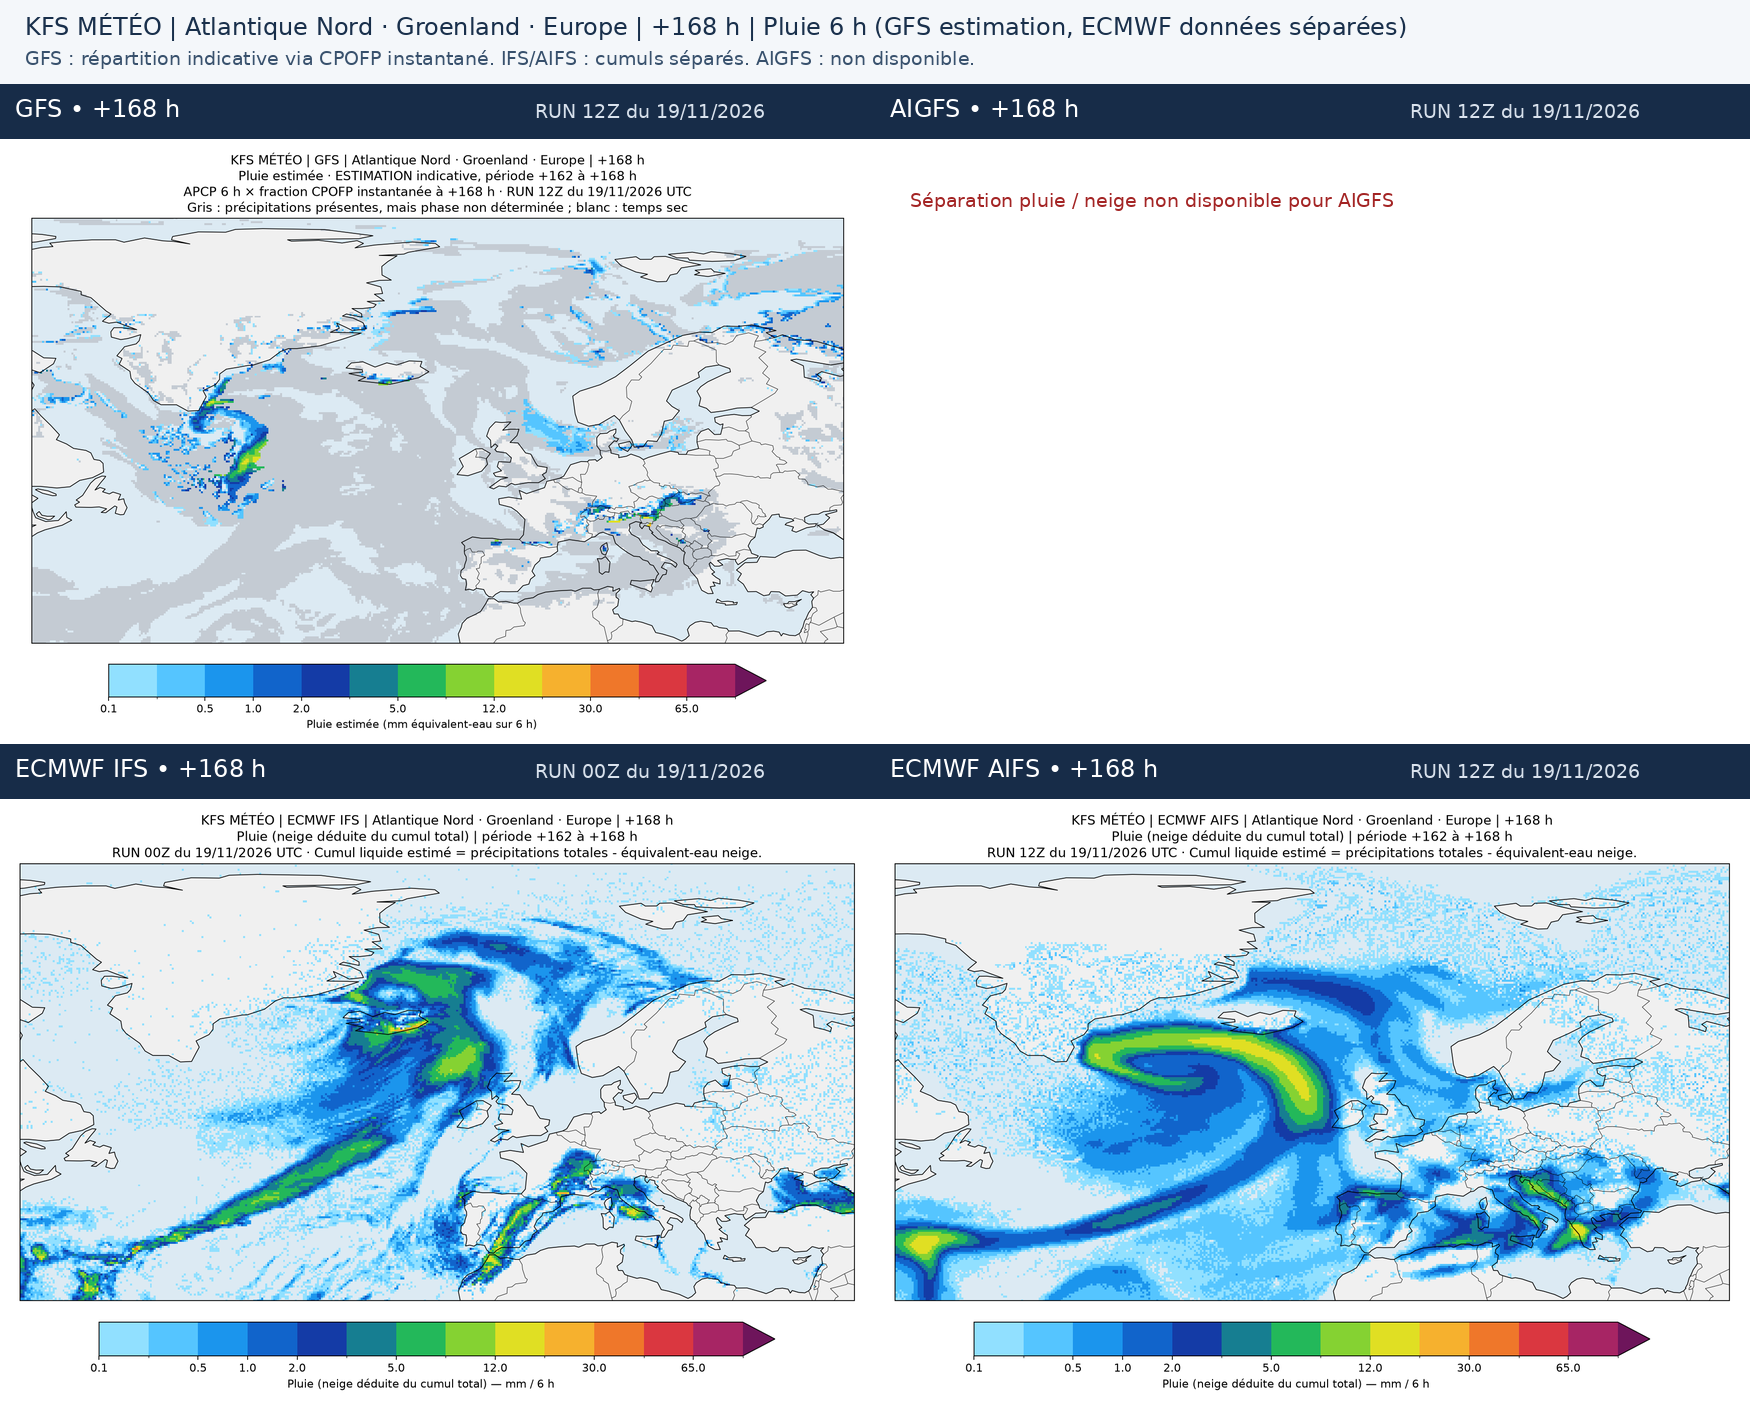 KFS MÉTÉO | Atlantique Nord · Groenland · Europe | +168 h | Pluie 6 h (GFS estimation, ECMWF données séparées)
GFS : répartition indicative via CPOFP instantané. IFS/AIFS : cumuls séparés. AIGFS : non disponible.
GFS • +168 h
RUN 12Z du 19/11/2026
KFS MÉTÉO | GFS | Atlantique Nord · Groenland · Europe | +168 h
Pluie estimée · ESTIMATION indicative, période +162 à +168 h
APCP 6 h × fraction CPOFP instantanée à +168 h · RUN 12Z du 19/11/2026 UTC
Gris : précipitations présentes, mais phase non déterminée ; blanc : temps sec
0.1 0.5 1.0 2.0 5.0 12.0 30.0 65.0
Pluie estimée (mm équivalent-eau sur 6 h)
AIGFS • +168 h
RUN 12Z du 19/11/2026
Séparation pluie / neige non disponible pour AIGFS
ECMWF IFS • +168 h
RUN 00Z du 19/11/2026
KFS MÉTÉO | ECMWF IFS | Atlantique Nord · Groenland · Europe | +168 h
Pluie (neige déduite du cumul total) | période +162 à +168 h
RUN 00Z du 19/11/2026 UTC · Cumul liquide estimé = précipitations totales - équivalent-eau neige.
0.1 0.5 1.0 2.0 5.0 12.0 30.0 65.0
Pluie (neige déduite du cumul total) — mm / 6 h
ECMWF AIFS • +168 h
RUN 12Z du 19/11/2026
KFS MÉTÉO | ECMWF AIFS | Atlantique Nord · Groenland · Europe | +168 h
Pluie (neige déduite du cumul total) | période +162 à +168 h
RUN 12Z du 19/11/2026 UTC · Cumul liquide estimé = précipitations totales - équivalent-eau neige.
0.1 0.5 1.0 2.0 5.0 12.0 30.0 65.0
Pluie (neige déduite du cumul total) — mm / 6 h